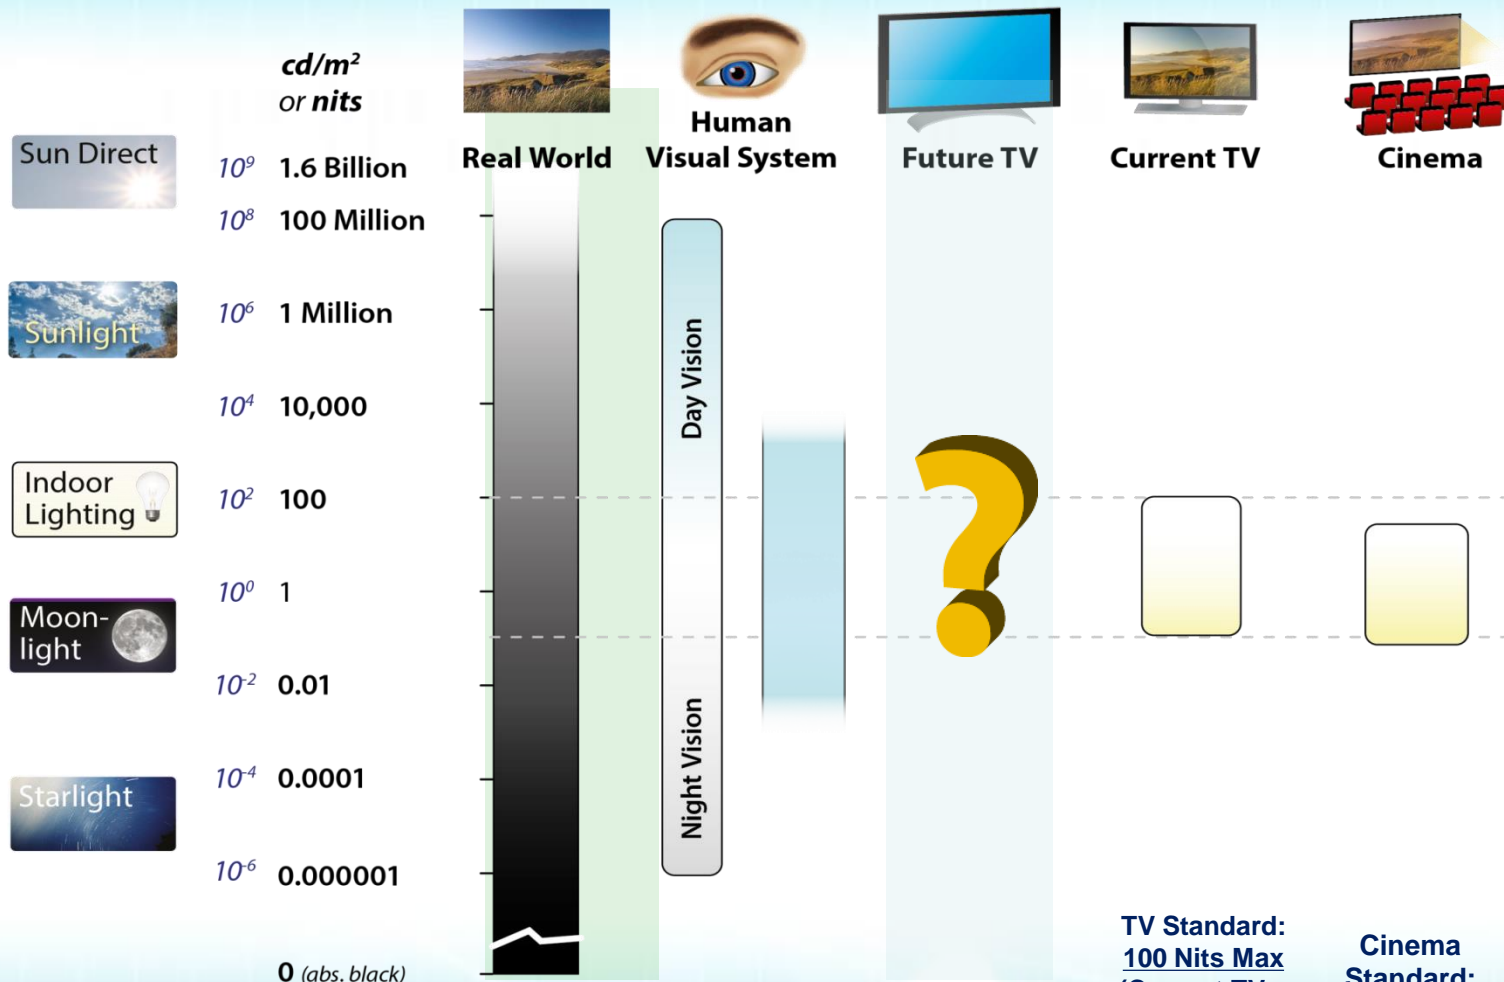 cd/m²
or nits
Human
Visual System
Real World
Future TV
Current TV
Cinema
Sun Direct
10⁹ 1.6 Billion
10⁸ 100 Million
Sunlight
10⁶ 1 Million
10⁴ 10,000
Indoor
Lighting
10² 100
10⁰ 1
Moon-
light
10⁻² 0.01
Starlight
10⁻⁴ 0.0001
10⁻⁶ 0.000001
0 (abs. black)
Day Vision
Night Vision
?
TV Standard:
100 Nits Max
Cinema
Standard: